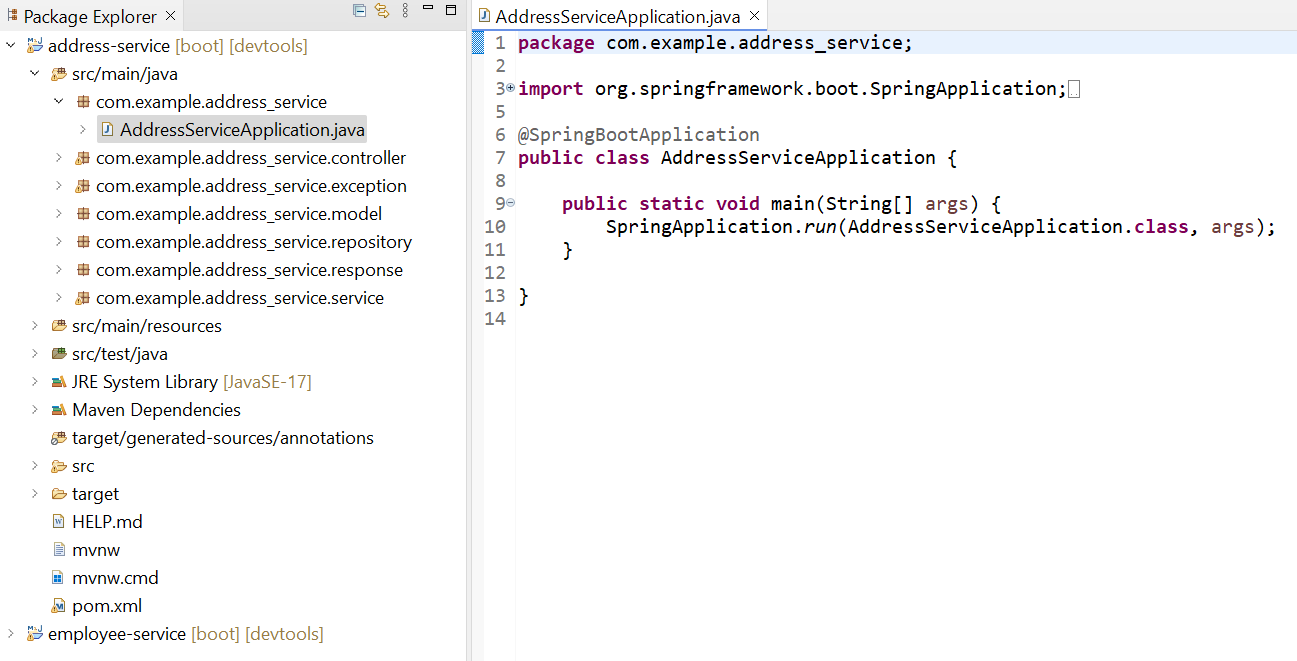 Package Explorer
address-service [boot] [devtools]
src/main/java
com.example.address_service
AddressServiceApplication.java
com.example.address_service.controller
com.example.address_service.exception
com.example.address_service.model
com.example.address_service.repository
com.example.address_service.response
com.example.address_service.service
src/main/resources
src/test/java
JRE System Library [JavaSE-17]
Maven Dependencies
target/generated-sources/annotations
src
target
HELP.md
mvnw
mvnw.cmd
pom.xml
employee-service [boot] [devtools]
AddressServiceApplication.java
1 package com.example.address_service;
2
3 import org.springframework.boot.SpringApplication;
5
6 @SpringBootApplication
7 public class AddressServiceApplication {
8
9 public static void main(String[] args) {
10 SpringApplication.run(AddressServiceApplication.class, args);
11 }
12
13 }
14